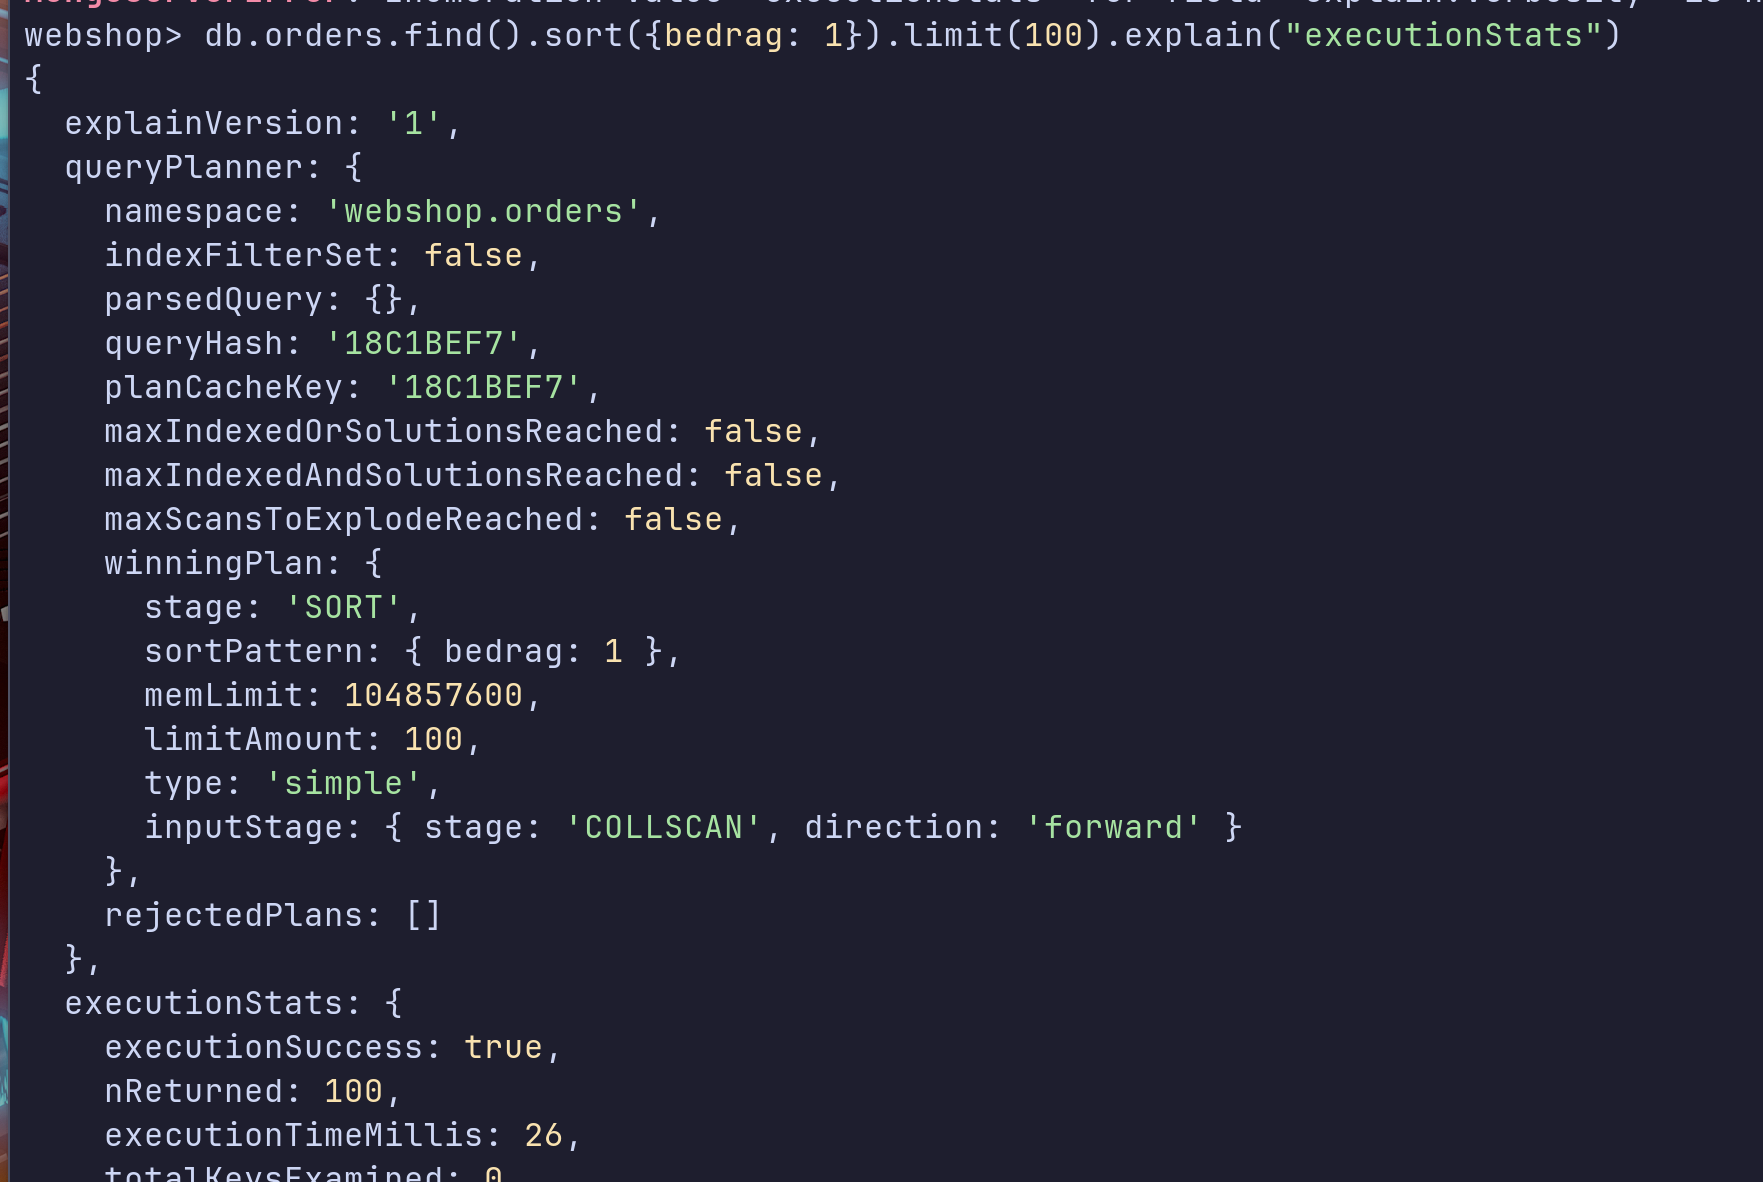 webshop> db.orders.find().sort({bedrag: 1}).limit(100).explain("executionStats")
{
  explainVersion: '1',
  queryPlanner: {
    namespace: 'webshop.orders',
    indexFilterSet: false,
    parsedQuery: {},
    queryHash: '18C1BEF7',
    planCacheKey: '18C1BEF7',
    maxIndexedOrSolutionsReached: false,
    maxIndexedAndSolutionsReached: false,
    maxScansToExplodeReached: false,
    winningPlan: {
      stage: 'SORT',
      sortPattern: { bedrag: 1 },
      memLimit: 104857600,
      limitAmount: 100,
      type: 'simple',
      inputStage: { stage: 'COLLSCAN', direction: 'forward' }
    },
    rejectedPlans: []
  },
  executionStats: {
    executionSuccess: true,
    nReturned: 100,
    executionTimeMillis: 26,
    totalKeysExamined: 0